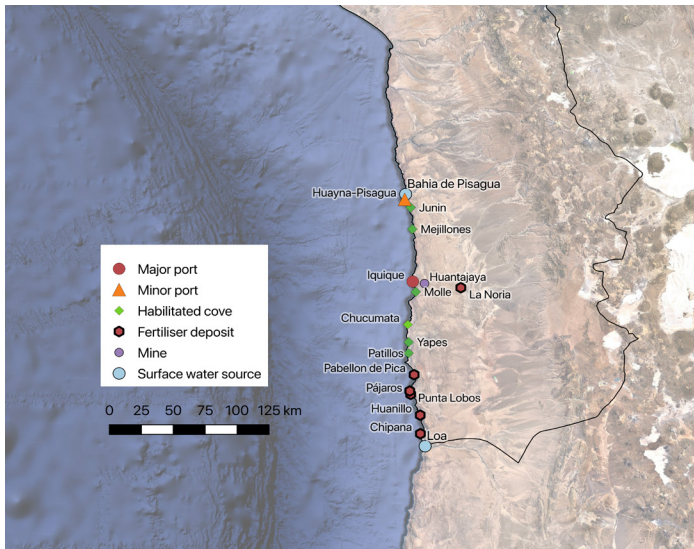 Bahia de Pisagua
Huayna-Pisagua
Junin
Mejillones
Iquique
Huantajaya
Molle
La Noria
Chucumata
Yapes
Patillos
Pabellon de Pica
Pájaros
Punta Lobos
Huanillo
Chipana
Loa
Major port
Minor port
Habilitated cove
Fertiliser deposit
Mine
Surface water source
0 25 50 75 100 125 km